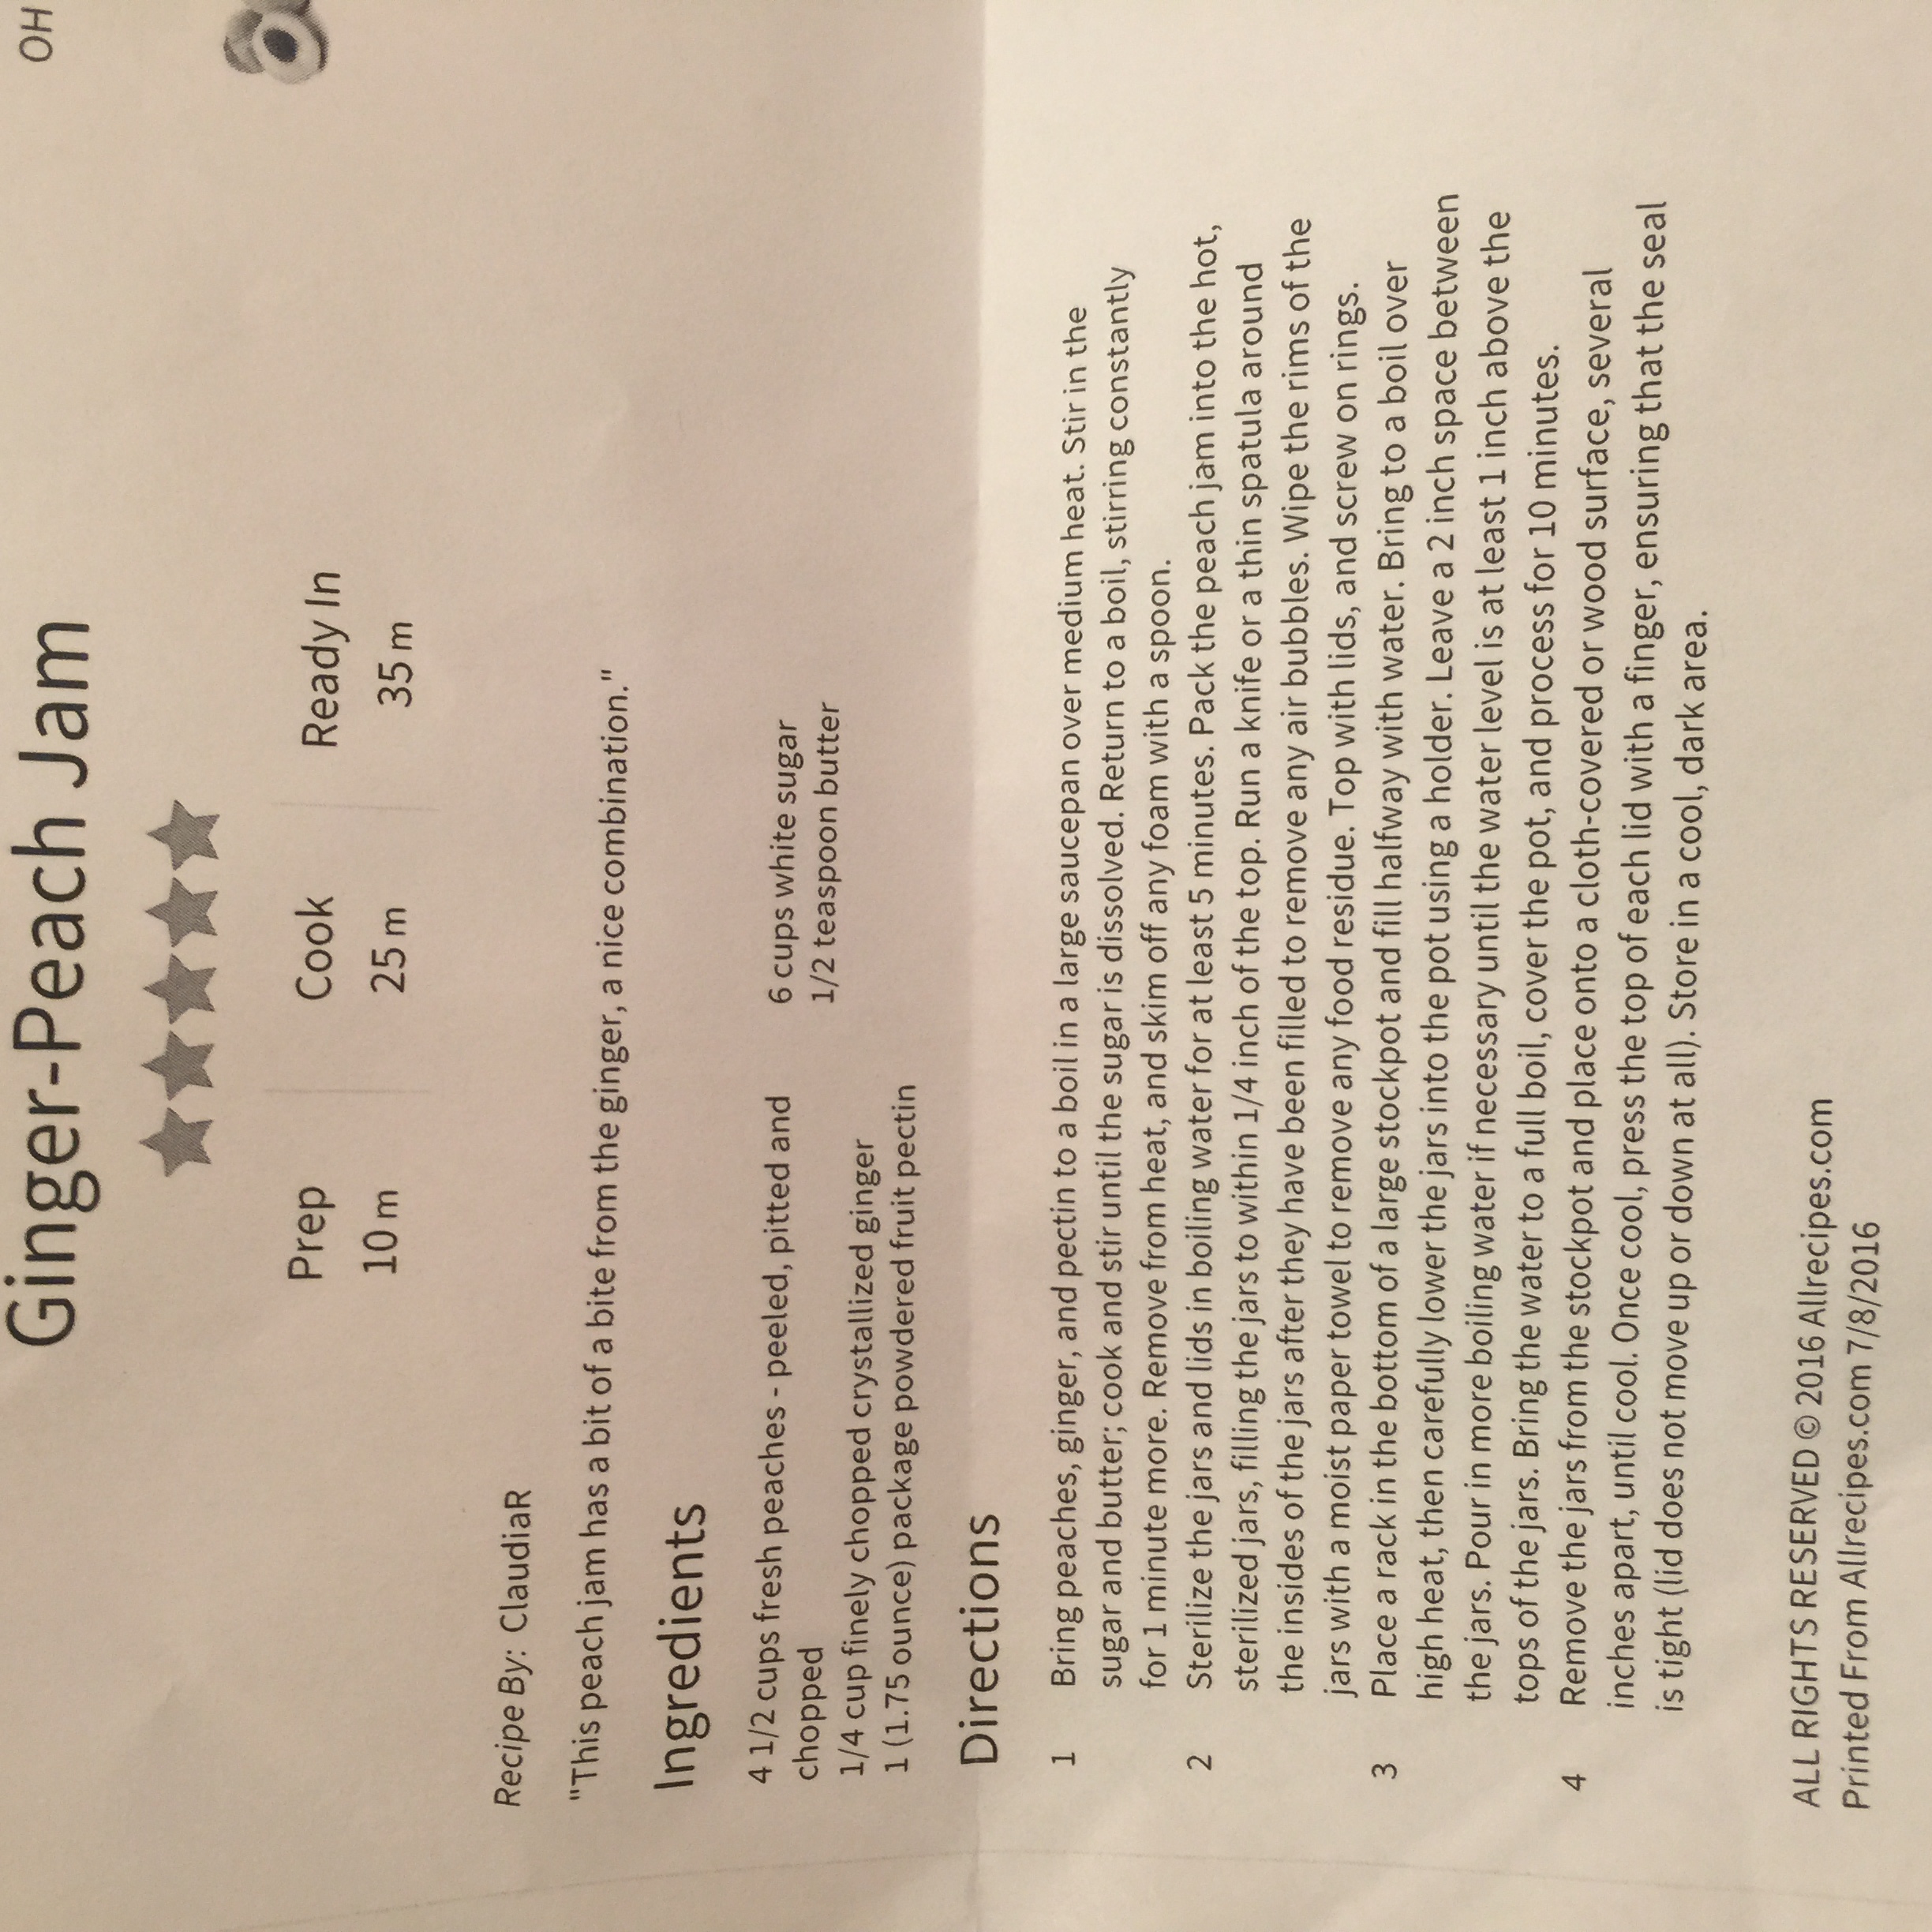 Ginger-Peach Jam
OH
Prep
10 m
Cook
25 m
Ready In
35 m
Recipe By: ClaudiaR
"This peach jam has a bit of a bite from the ginger, a nice combination."
Ingredients
4 1/2 cups fresh peaches - peeled, pitted and
chopped
1/4 cup finely chopped crystallized ginger
1 (1.75 ounce) package powdered fruit pectin
6 cups white sugar
1/2 teaspoon butter
Directions
1 Bring peaches, ginger, and pectin to a boil in a large saucepan over medium heat. Stir in the
sugar and butter; cook and stir until the sugar is dissolved. Return to a boil, stirring constantly
for 1 minute more. Remove from heat, and skim off any foam with a spoon.
2 Sterilize the jars and lids in boiling water for at least 5 minutes. Pack the peach jam into the hot,
sterilized jars, filling the jars to within 1/4 inch of the top. Run a knife or a thin spatula around
the insides of the jars after they have been filled to remove any air bubbles. Wipe the rims of the
jars with a moist paper towel to remove any food residue. Top with lids, and screw on rings.
3 Place a rack in the bottom of a large stockpot and fill halfway with water. Bring to a boil over
high heat, then carefully lower the jars into the pot using a holder. Leave a 2 inch space between
the jars. Pour in more boiling water if necessary until the water level is at least 1 inch above the
tops of the jars. Bring the water to a full boil, cover the pot, and process for 10 minutes.
4 Remove the jars from the stockpot and place onto a cloth-covered or wood surface, several
inches apart, until cool. Once cool, press the top of each lid with a finger, ensuring that the seal
is tight (lid does not move up or down at all). Store in a cool, dark area.
ALL RIGHTS RESERVED © 2016 Allrecipes.com
Printed From Allrecipes.com 7/8/2016